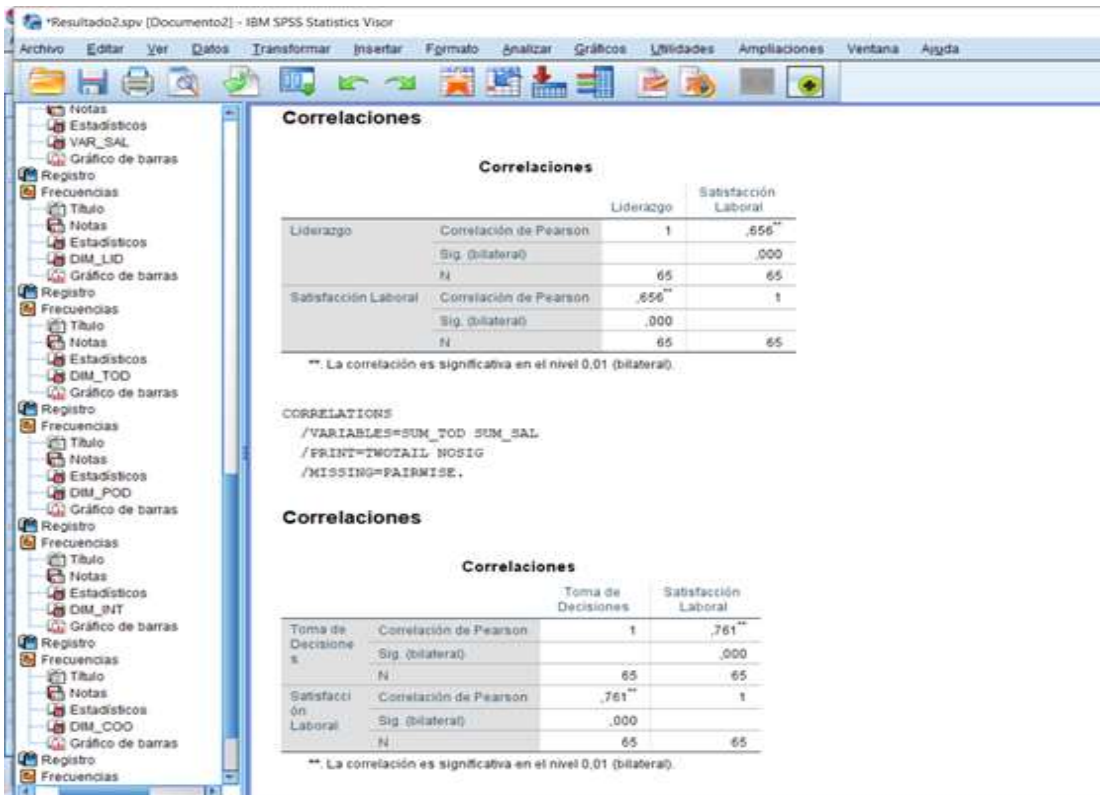 *Resultado2.spv [Documento2] - IBM SPSS Statistics Visor
Archivo Editar Ver Datos Transformar Insertar Formato Analizar Gráficos Utilidades Ampliaciones Ventana Ayuda
Notas
Estadísticos
VAR_SAL
Gráfico de barras
Registro
Frecuencias
Título
Notas
Estadísticos
DIM_LID
Gráfico de barras
Registro
Frecuencias
Título
Notas
Estadísticos
DIM_TOD
Gráfico de barras
Registro
Frecuencias
Título
Notas
Estadísticos
DIM_POD
Gráfico de barras
Registro
Frecuencias
Título
Notas
Estadísticos
DIM_INT
Gráfico de barras
Registro
Frecuencias
Título
Notas
Estadísticos
DIM_COO
Gráfico de barras
Registro
Frecuencias
Correlaciones
Correlaciones
Liderazgo Satisfacción
Laboral
Liderazgo Correlación de Pearson 1 ,656**
Sig. (bilateral) ,000
N 65 65
Satisfacción Laboral Correlación de Pearson ,656** 1
Sig. (bilateral) ,000
N 65 65
**. La correlación es significativa en el nivel 0,01 (bilateral).
CORRELATIONS
/VARIABLES=SUM_TOD SUM_SAL
/PRINT=TWOTAIL NOSIG
/MISSING=PAIRWISE.
Correlaciones
Correlaciones
Toma de Satisfacción
Decisiones Laboral
Toma de Correlación de Pearson 1 ,761**
Decisione
s Sig. (bilateral) ,000
N 65 65
Satisfacci Correlación de Pearson ,761** 1
ón
Laboral Sig. (bilateral) ,000
N 65 65
**. La correlación es significativa en el nivel 0,01 (bilateral).